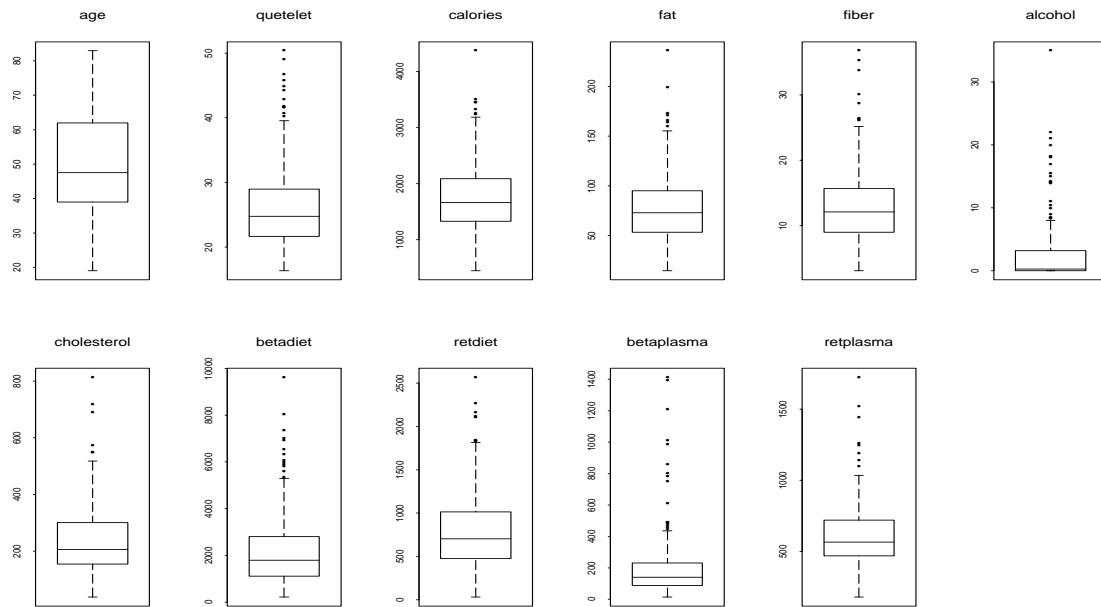 age
quetelet
calories
fat
fiber
alcohol
20 30 40 50 60 70 80
20 30 40 50
1000 2000 3000 4000
50 100 150 200
10 20 30
0 10 20 30
cholesterol
betadiet
retdiet
betaplasma
retplasma
200 400 600 800
0 2000 4000 6000 8000 10000
0 500 1000 1500 2000 2500
0 200 400 600 800 1000 1200 1400
500 1000 1500